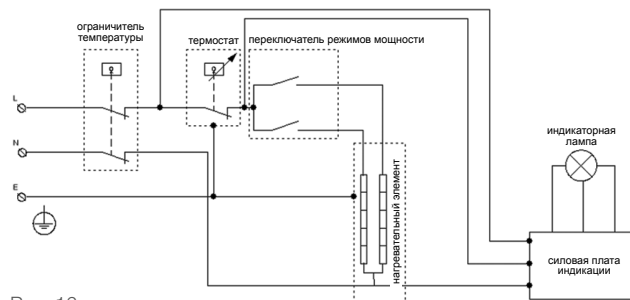 ограничитель
температуры
термостат
переключатель режимов мощности
L
N
E
нагревательный элемент
индикаторная
лампа
силовая плата
индикации